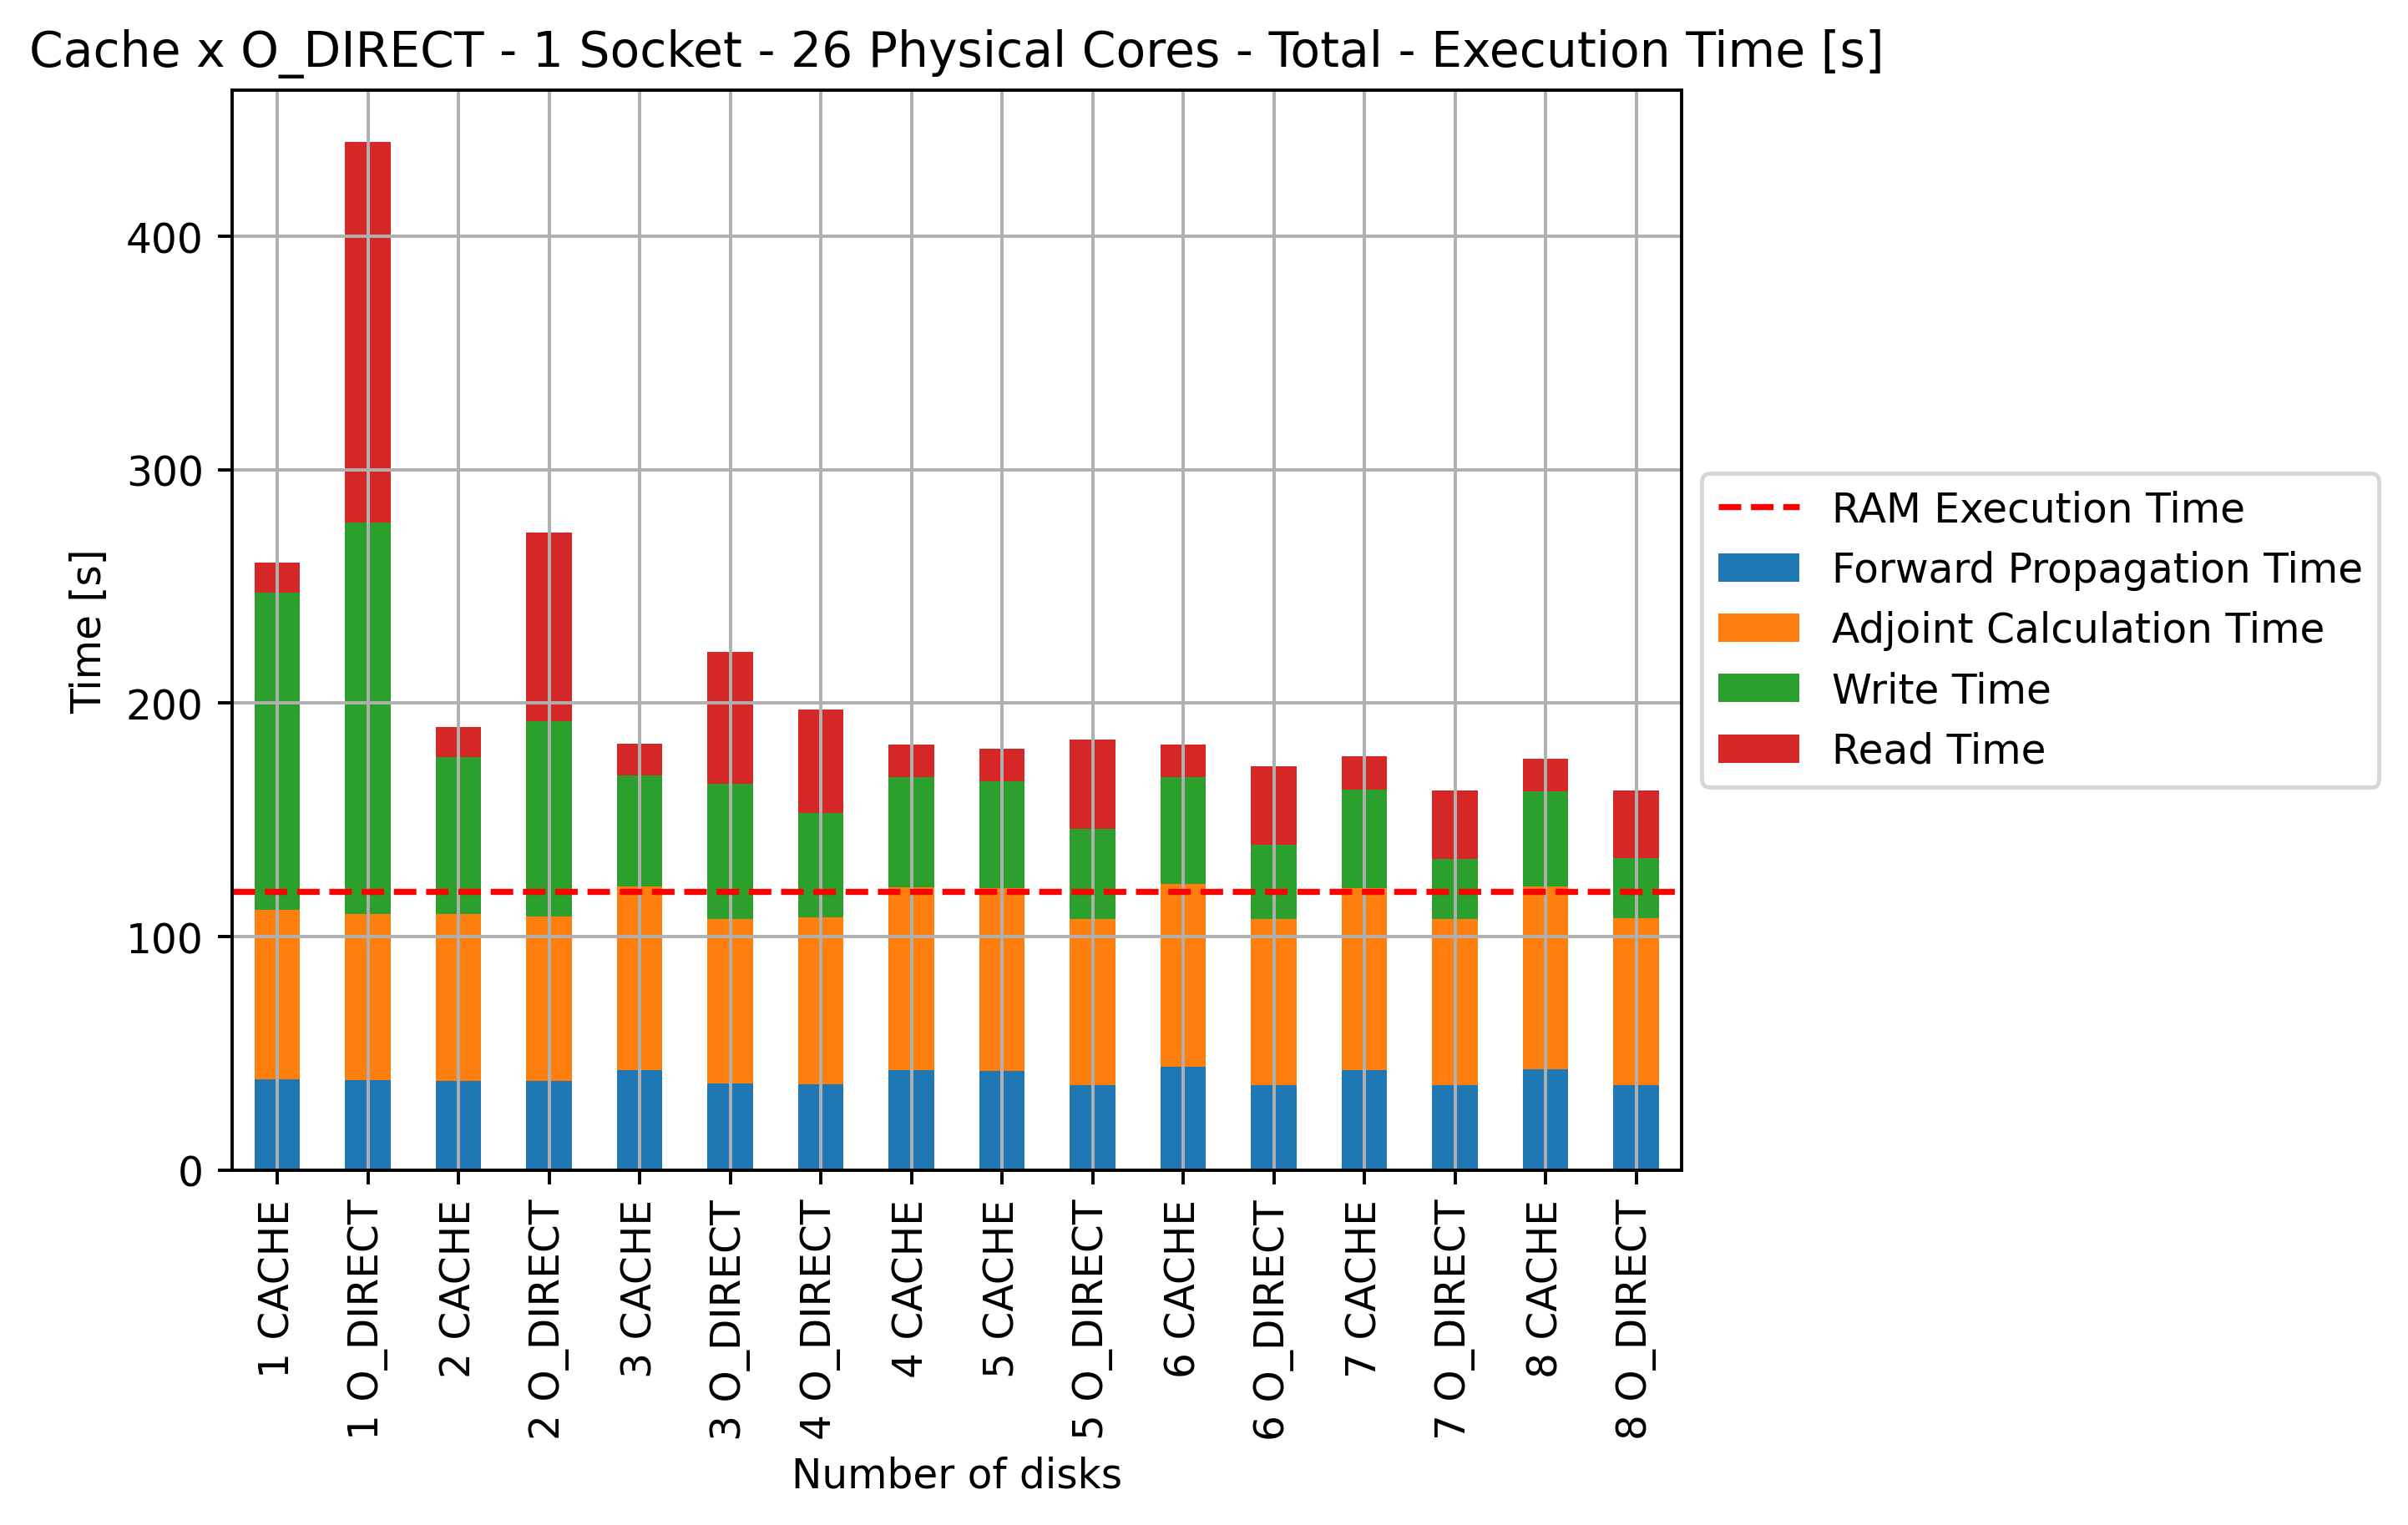 Cache x O_DIRECT - 1 Socket - 26 Physical Cores - Total - Execution Time [s]
Time [s]
400
300
200
100
0
RAM Execution Time
Forward Propagation Time
Adjoint Calculation Time
Write Time
Read Time
1 CACHE
1 O_DIRECT
2 CACHE
2 O_DIRECT
3 CACHE
3 O_DIRECT
4 O_DIRECT
4 CACHE
5 CACHE
5 O_DIRECT
6 CACHE
6 O_DIRECT
7 CACHE
7 O_DIRECT
8 CACHE
8 O_DIRECT
Number of disks